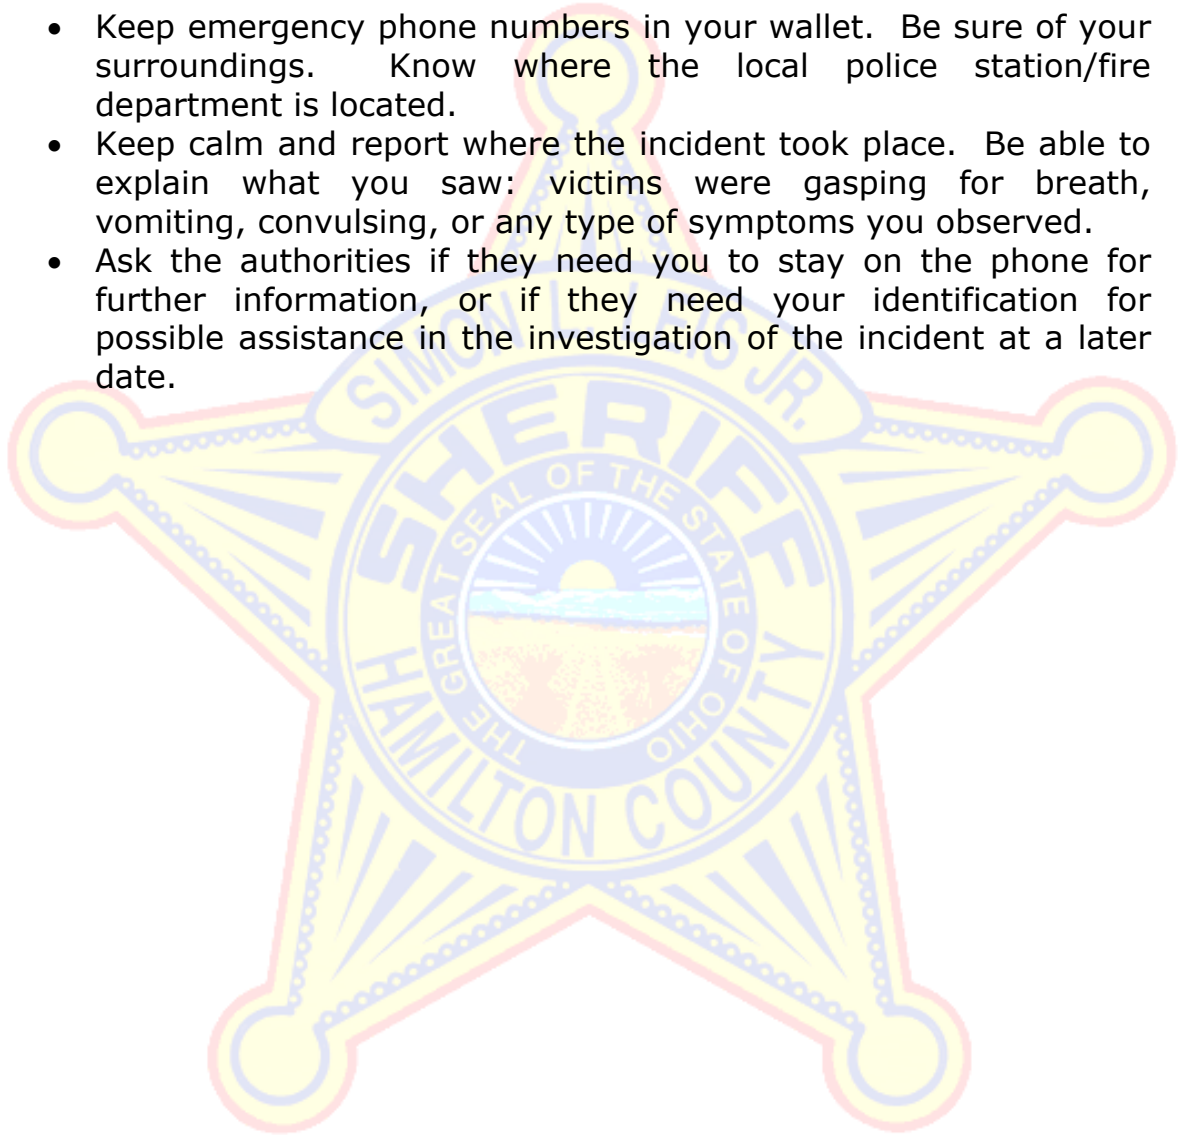 • Keep emergency phone numbers in your wallet. Be sure of your
surroundings. Know where the local police station/fire
department is located.
• Keep calm and report where the incident took place. Be able to
explain what you saw: victims were gasping for breath,
vomiting, convulsing, or any type of symptoms you observed.
• Ask the authorities if they need you to stay on the phone for
further information, or if they need your identification for
possible assistance in the investigation of the incident at a later
date.
SIMON L. LEIS JR.
SHERIFF
THE GREAT SEAL OF THE STATE OF OHIO
HAMILTON COUNTY